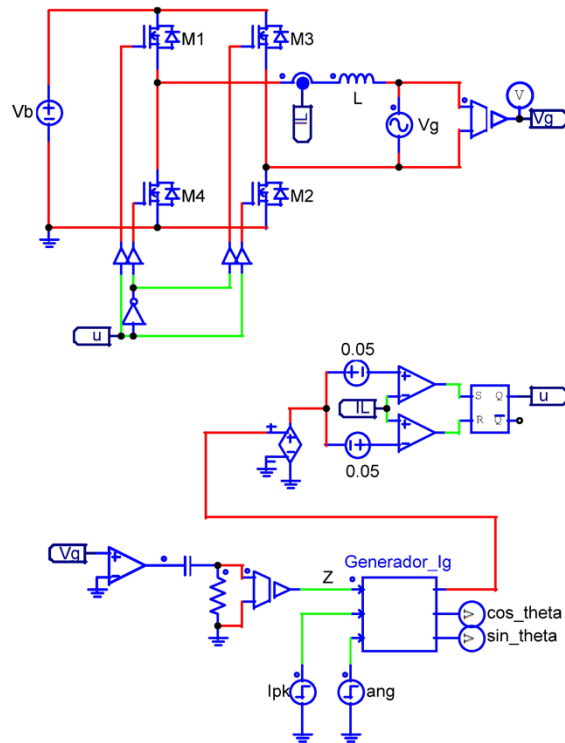 M1
M3
Vb
L
IL
Vg
V
Vg
M4
M2
u
0.05
IL
S
Q
R
Q
u
0.05
Vg
Z
Generador_Ig
V
cos_theta
V
sin_theta
Ipk
ang